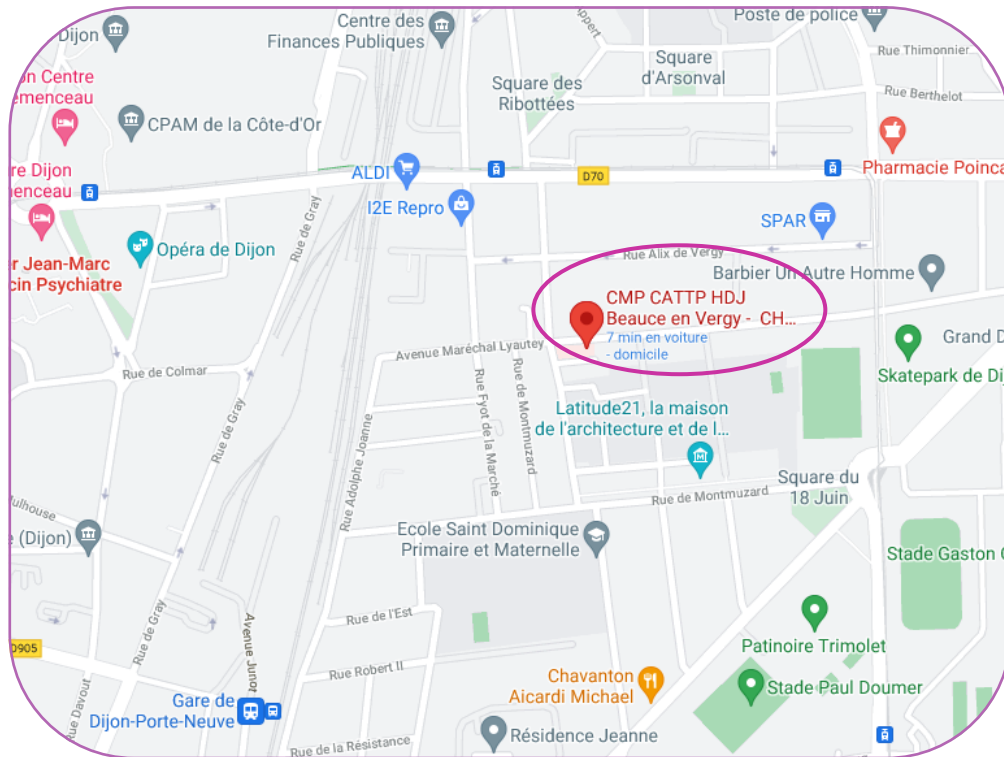 Dijon
Centre des
Finances Publiques
Poste de police
Rue Thimonnier
Square
d'Arsonval
Square des
Ribottées
Rue Berthelot
Centre
CPAM de la Côte-d'Or
Pharmacie
ALDI
D70
Dijon
I2E Repro
SPAR
Rue de Gray
Opéra de Dijon
Rue Alix de Vergy
Jean-Marc
Psychiatre
Barbier Un Autre Homme
CMP CATTP HDJ
Beauce en Vergy - CH...
7 min en voiture
- domicile
Grand
Avenue Maréchal Lyautey
Rue de Colmar
Skatepark de
Rue Fyot de la Marché
Rue de Montmuzard
Latitude21, la maison
de l'architecture et de l...
Rue de Gray
Rue Adolphe Joanne
Square du
18 Juin
Rue de Montmuzard
(Dijon)
Ecole Saint Dominique
Primaire et Maternelle
Stade Gaston
Rue de l'Est
Rue de Gray
Avenue Junot
Patinoire Trimolet
Rue Robert II
Chavanton
Aicardi Michael
Stade Paul Doumer
Rue Davout
Gare de
Dijon-Porte-Neuve
Rue de la Résistance
Résidence Jeanne